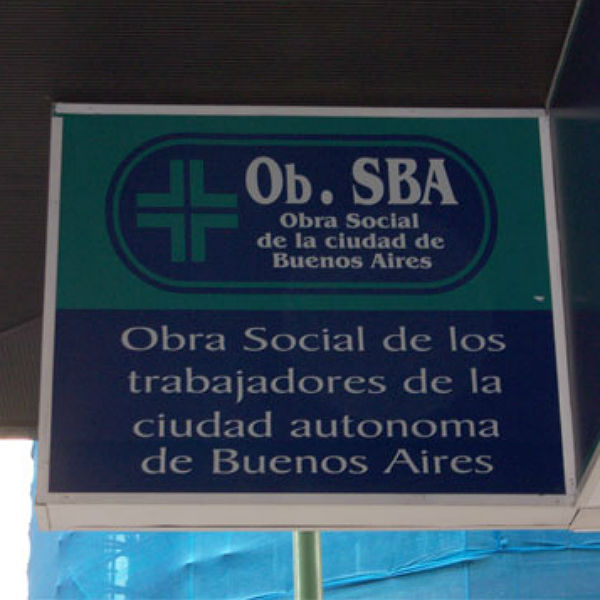 Ob. SBA
Obra Social
de la ciudad de
Buenos Aires
Obra Social de los
trabajadores de la
ciudad autonoma
de Buenos Aires